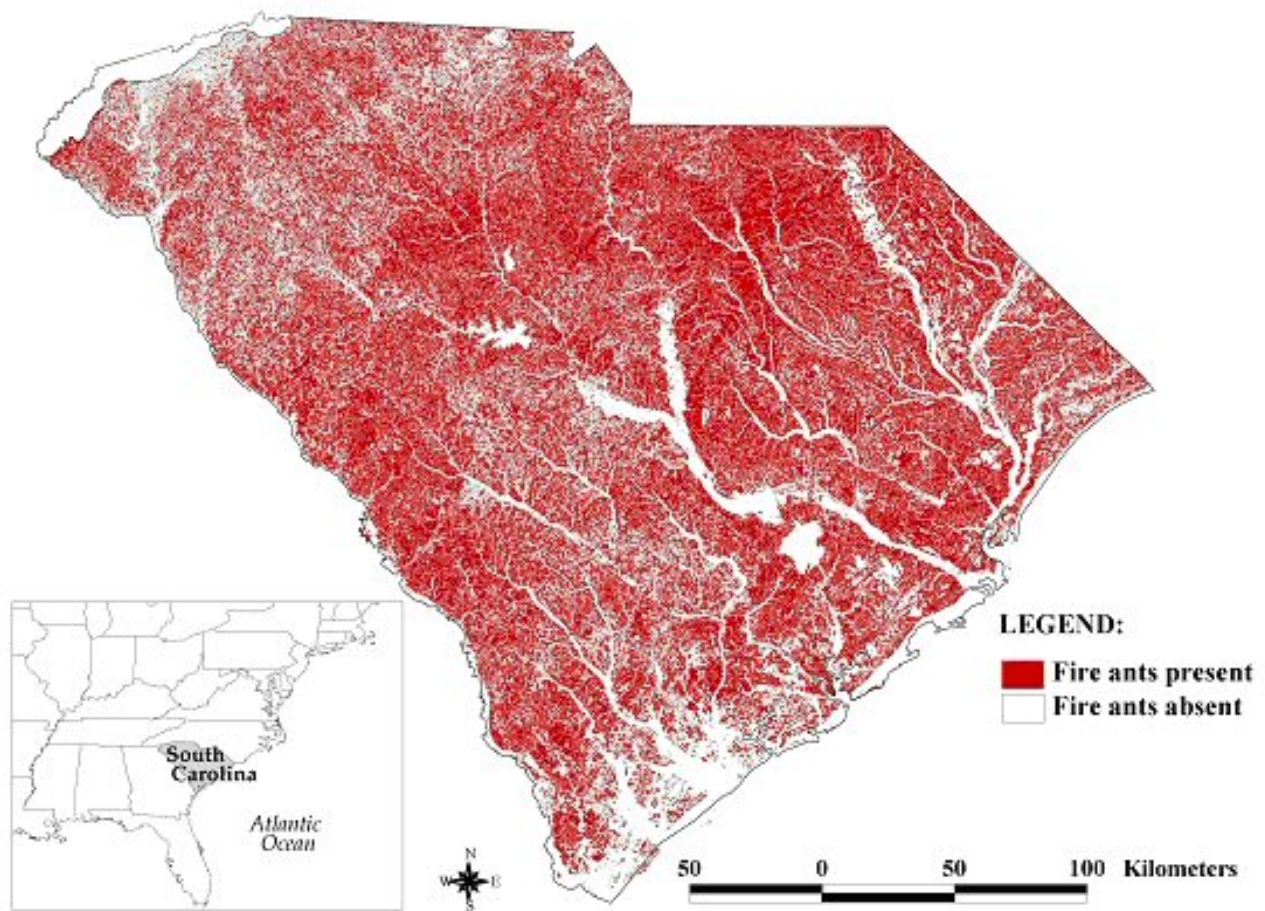 LEGEND:
Fire ants present
Fire ants absent
South
Carolina
Atlantic
Ocean
N
W E
S
50 0 50 100 Kilometers